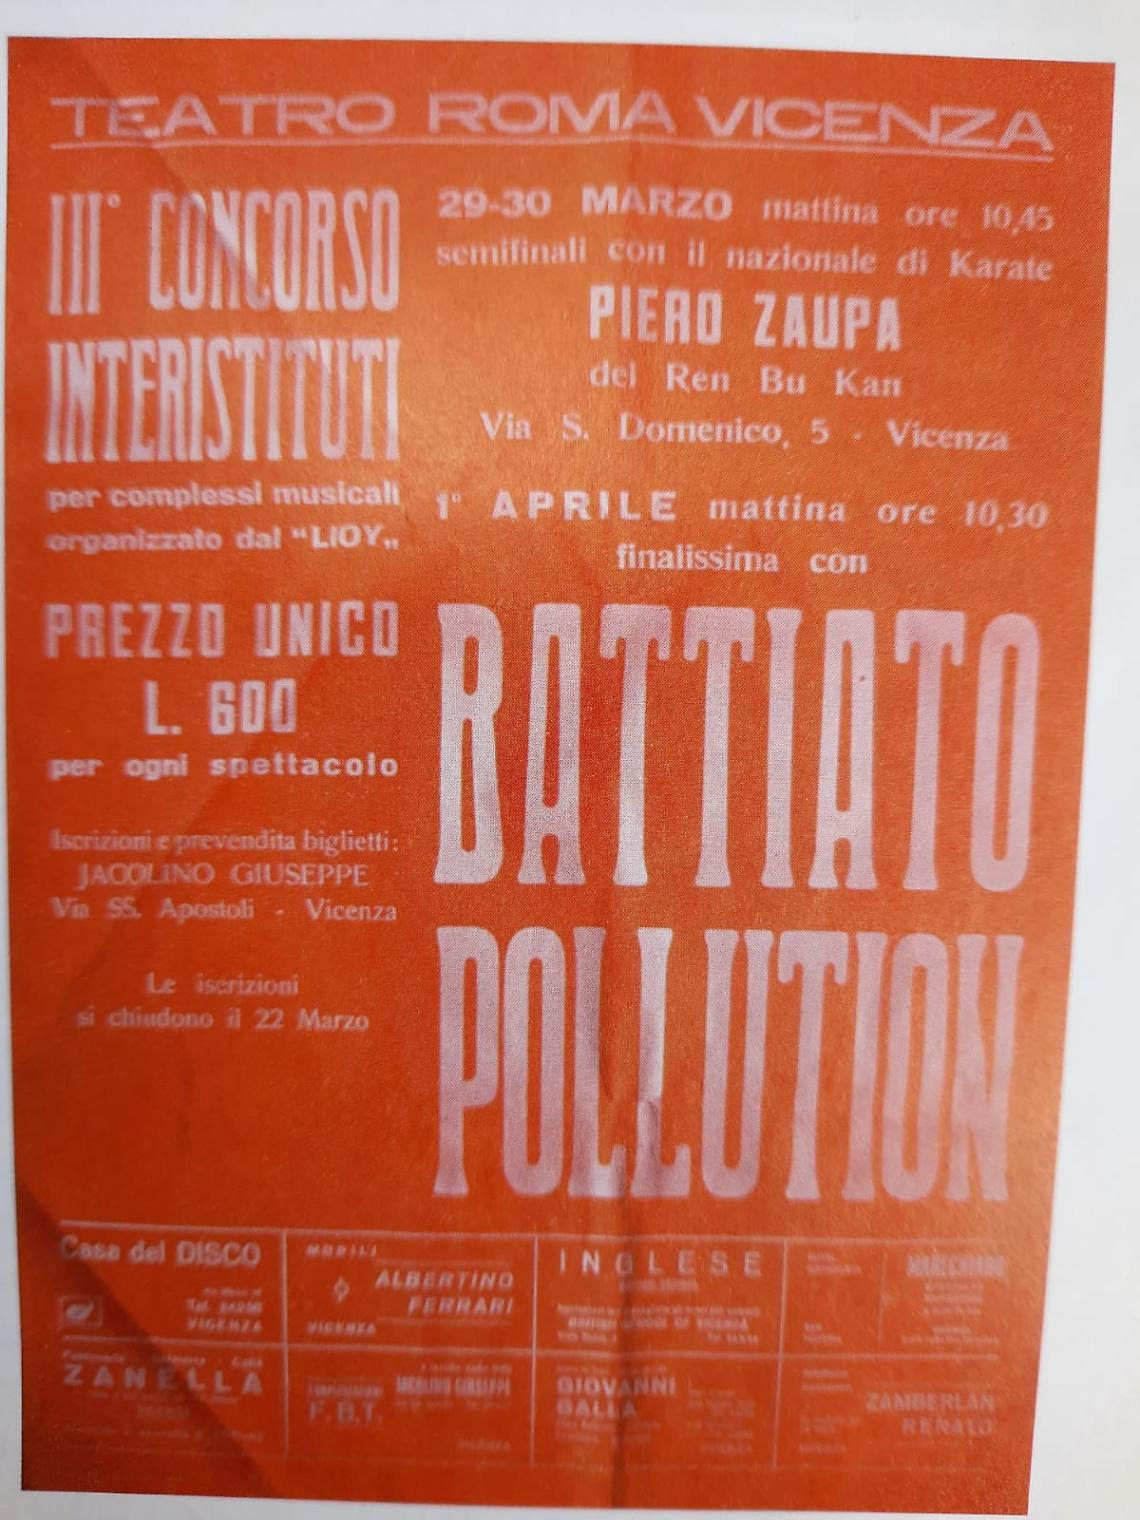 TEATRO ROMA VICENZA
III° CONCORSO
INTERISTITUTI
per complessi musicali
organizzato dal "LIOY„
PREZZO UNICO
L. 600
per ogni spettacolo
Iscrizioni e prevendita biglietti:
JACOLINO GIUSEPPE
Via SS. Apostoli - Vicenza
Le iscrizioni
si chiudono il 22 Marzo
29-30 MARZO mattina ore 10,45
semifinali con il nazionale di Karate
PIERO ZAUPA
del Ren Bu Kan
Via S. Domenico, 5 - Vicenza
1° APRILE mattina ore 10,30
finalissima con
BATTIATO
POLLUTION
Casa del DISCO
VICENZA
MOBILI
ALBERTINO
FERRARI
VICENZA
INGLESE
BRITISH SCHOOL OF VICENZA
ZANELLA
JACOLINO GIUSEPPE
F.B.T.
GIOVANNI
GALLA
ZAMBERLAN
RENATO